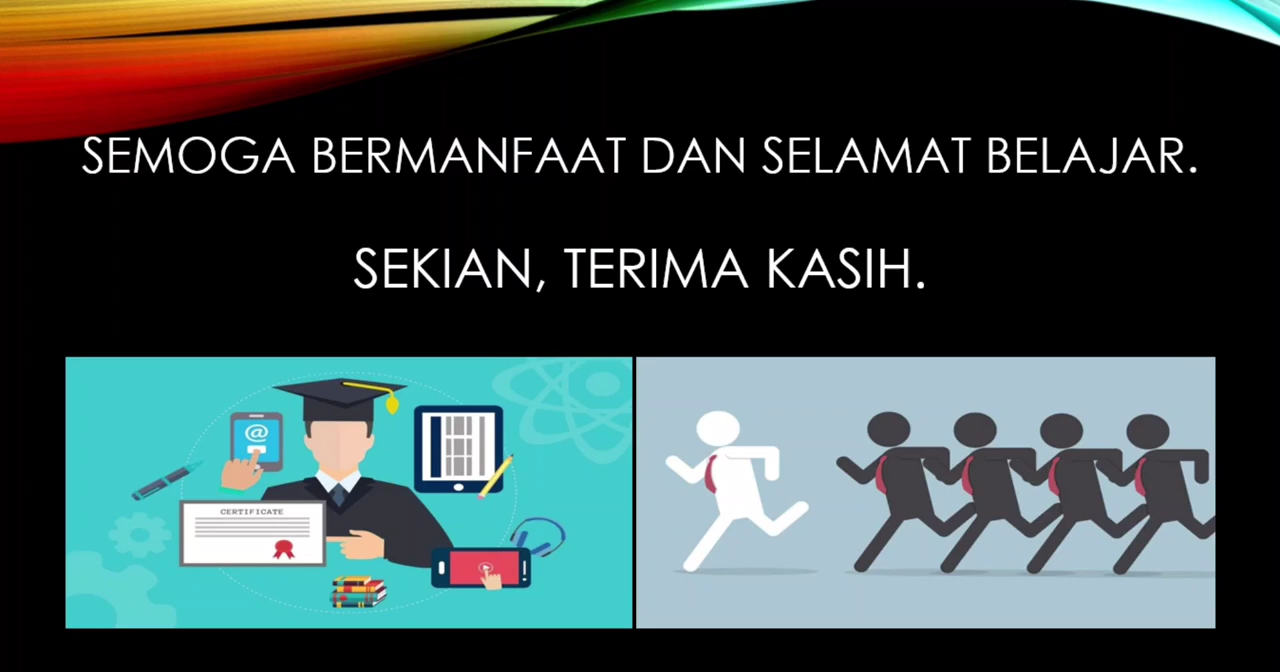 SEMOGA BERMANFAAT DAN SELAMAT BELAJAR.
SEKIAN, TERIMA KASIH.
@
CERTIFICATE